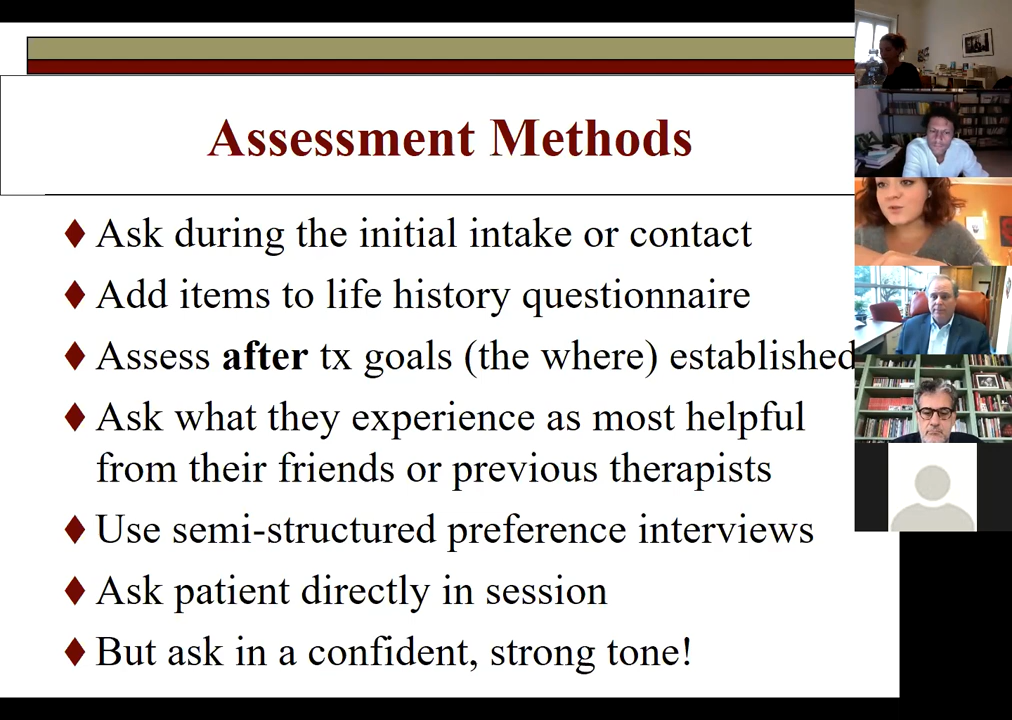 Assessment Methods
Ask during the initial intake or contact
Add items to life history questionnaire
Assess after tx goals (the where) established
Ask what they experience as most helpful
from their friends or previous therapists
Use semi-structured preference interviews
Ask patient directly in session
But ask in a confident, strong tone!